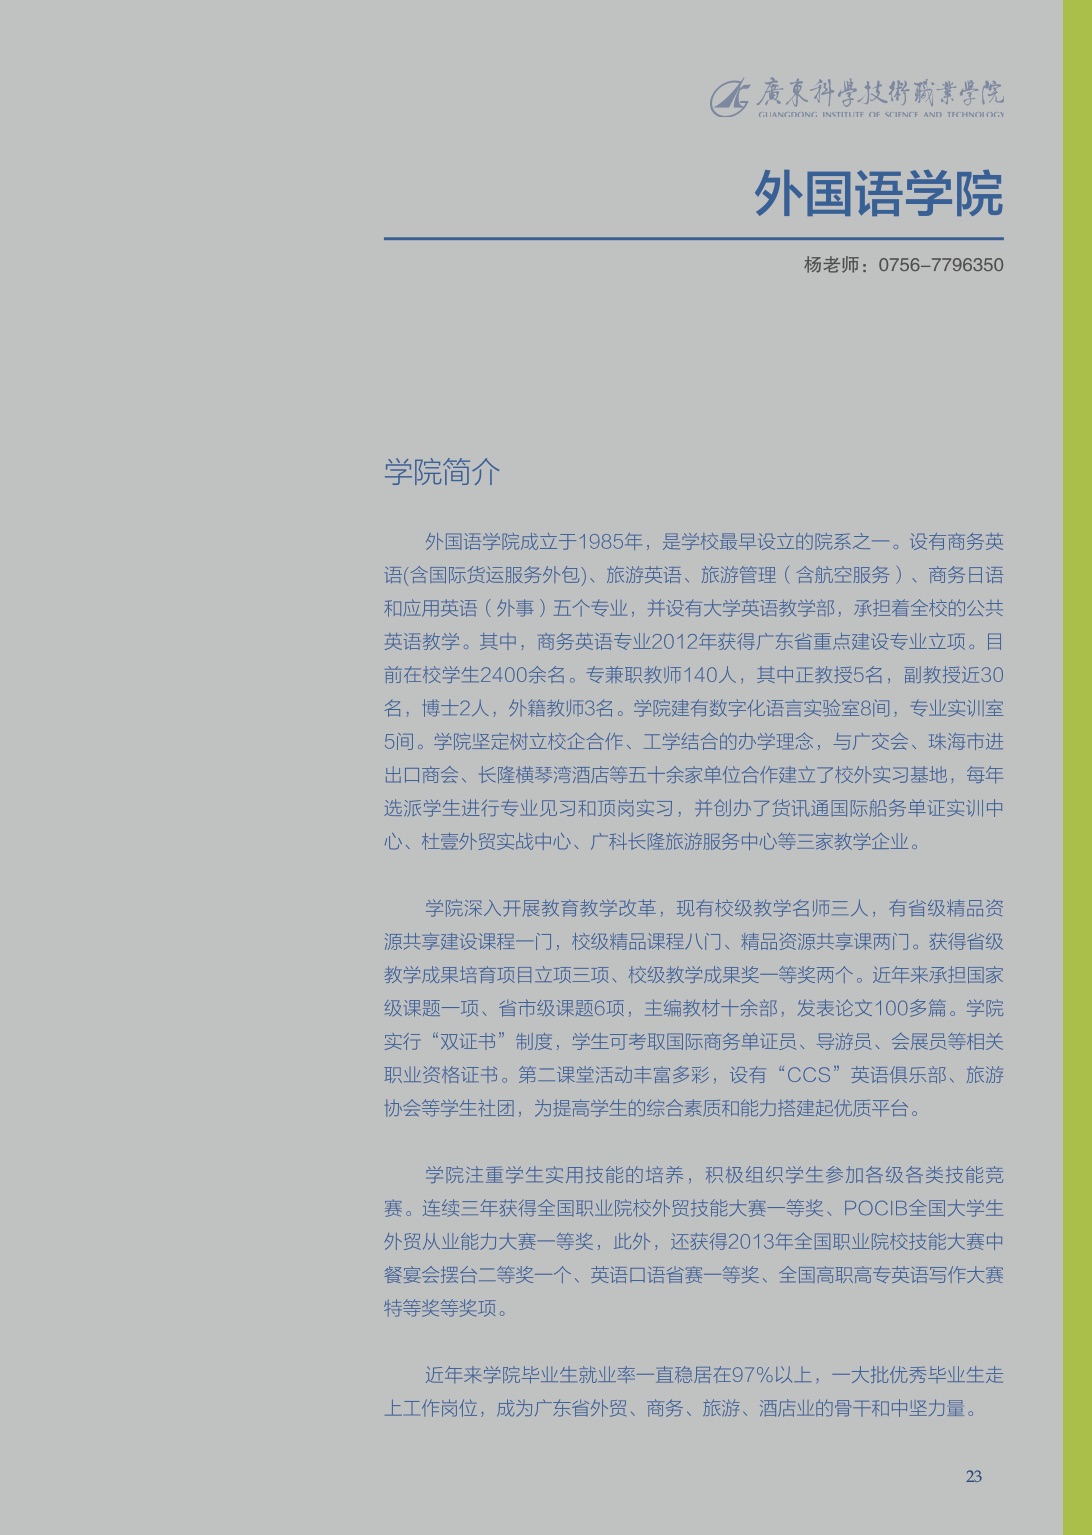 廣東科学技術職業学院
GUANGDONG INSTITUTE OF SCIENCE AND TECHNOLOGY
外国语学院
杨老师：0756-7796350
学院简介
外国语学院成立于1985年，是学校最早设立的院系之一。设有商务英
语(含国际货运服务外包)、旅游英语、旅游管理（含航空服务）、商务日语
和应用英语（外事）五个专业，并设有大学英语教学部，承担着全校的公共
英语教学。其中，商务英语专业2012年获得广东省重点建设专业立项。目
前在校学生2400余名。专兼职教师140人，其中正教授5名，副教授近30
名，博士2人，外籍教师3名。学院建有数字化语言实验室8间，专业实训室
5间。学院坚定树立校企合作、工学结合的办学理念，与广交会、珠海市进
出口商会、长隆横琴湾酒店等五十余家单位合作建立了校外实习基地，每年
选派学生进行专业见习和顶岗实习，并创办了货讯通国际船务单证实训中
心、杜壹外贸实战中心、广科长隆旅游服务中心等三家教学企业。
学院深入开展教育教学改革，现有校级教学名师三人，有省级精品资
源共享建设课程一门，校级精品课程八门、精品资源共享课两门。获得省级
教学成果培育项目立项三项、校级教学成果奖一等奖两个。近年来承担国家
级课题一项、省市级课题6项，主编教材十余部，发表论文100多篇。学院
实行“双证书”制度，学生可考取国际商务单证员、导游员、会展员等相关
职业资格证书。第二课堂活动丰富多彩，设有“CCS”英语俱乐部、旅游
协会等学生社团，为提高学生的综合素质和能力搭建起优质平台。
学院注重学生实用技能的培养，积极组织学生参加各级各类技能竞
赛。连续三年获得全国职业院校外贸技能大赛一等奖、POCIB全国大学生
外贸从业能力大赛一等奖，此外，还获得2013年全国职业院校技能大赛中
餐宴会摆台二等奖一个、英语口语省赛一等奖、全国高职高专英语写作大赛
特等奖等奖项。
近年来学院毕业生就业率一直稳居在97%以上，一大批优秀毕业生走
上工作岗位，成为广东省外贸、商务、旅游、酒店业的骨干和中坚力量。
23